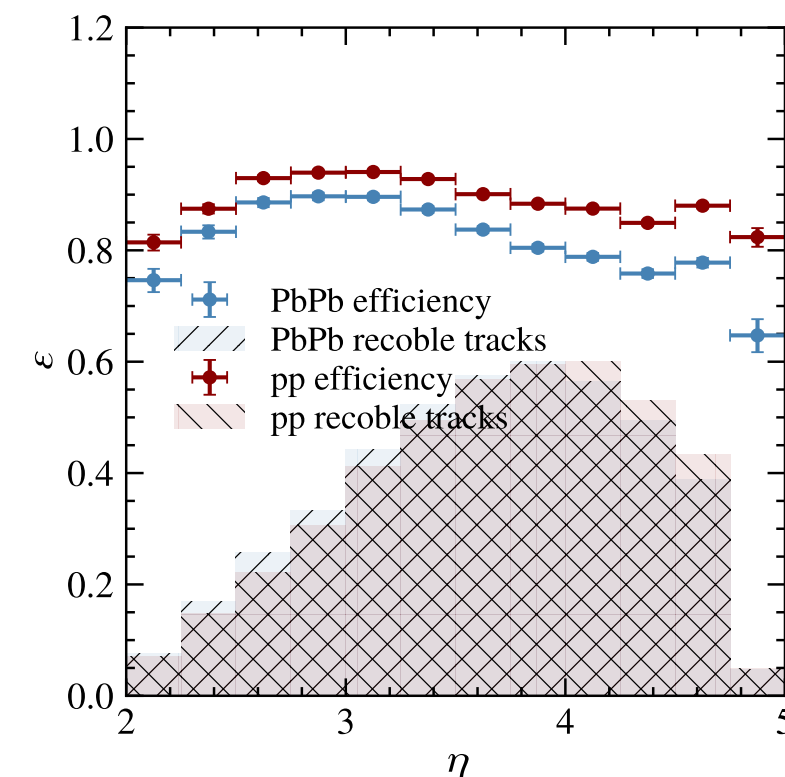 1.2
1.0
0.8
0.6
0.4
0.2
0.0
ε
PbPb efficiency
PbPb recoble tracks
pp efficiency
pp recoble tracks
2 3 4 5
η